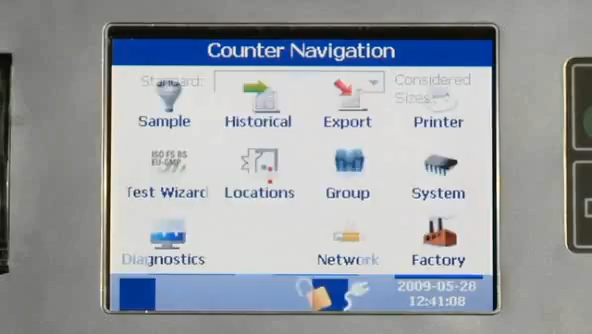 Counter Navigation
Standard: Considered
Sizes:
Sample Historical Export Printer
ISO FS BS
EU-GMP
Test Wizard Locations Group System
Diagnostics Network Factory
2009-05-28
12:41:08